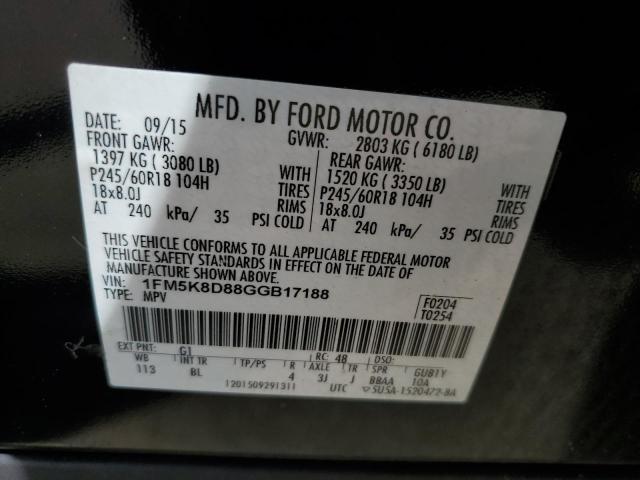 MFD. BY FORD MOTOR CO.
DATE: 09/15 GVWR: 2803 KG ( 6180 LB)
FRONT GAWR: REAR GAWR:
1397 KG ( 3080 LB) WITH 1520 KG ( 3350 LB) WITH
P245/60R18 104H TIRES P245/60R18 104H TIRES
18x8.0J RIMS 18x8.0J RIMS
AT 240 kPa/ 35 PSI COLD AT 240 kPa/ 35 PSI COLD
THIS VEHICLE CONFORMS TO ALL APPLICABLE FEDERAL MOTOR
VEHICLE SAFETY STANDARDS IN EFFECT ON THE DATE OF
MANUFACTURE SHOWN ABOVE.
VIN: 1FM5K8D88GGB17188 F0204
TYPE: MPV T0254
EXT PNT: G1 RC: 48 DSO:
WB INT TR TP/PS R AXLE TR SPR GUB1Y
113 BL 4 3J J BBAA 10A
1201509291311 UTC 5U5A-1520472-BA